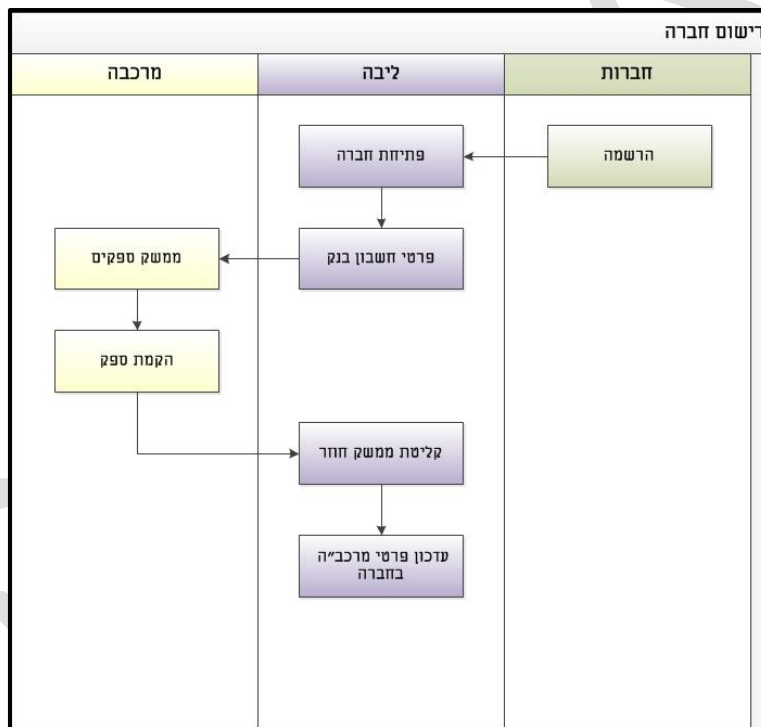 רישום חברה
חברות
ליבה
מרכבה
הרשמה
פתיחת חברה
פרטי חשבון בנק
ממשק ספקים
הקמת ספק
קליטת ממשק חוזר
עדכון פרטי מרכב״ה
בחברה